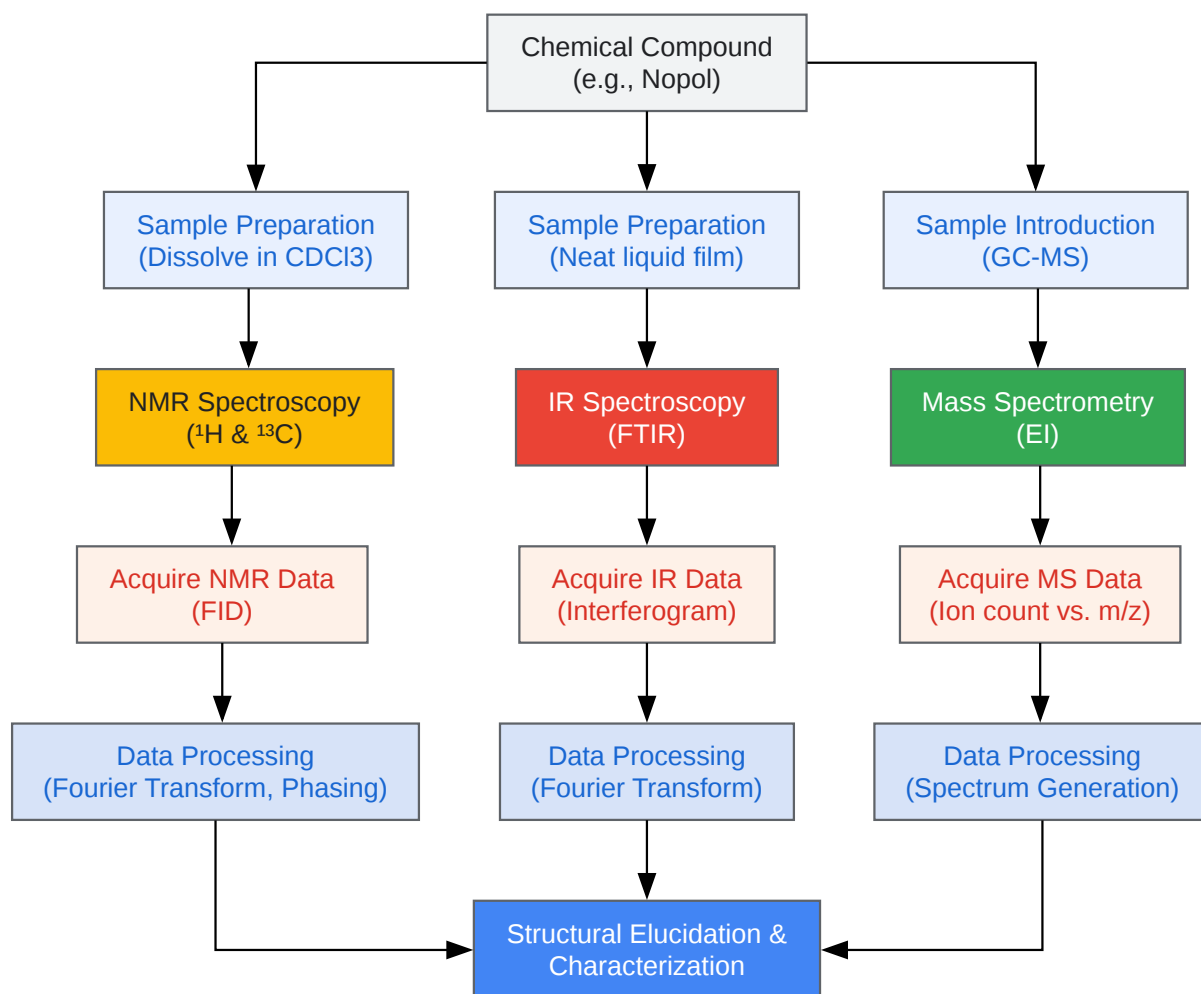 Chemical Compound
(e.g., Nopol)
Sample Preparation
(Dissolve in CDCl3)
Sample Preparation
(Neat liquid film)
Sample Introduction
(GC-MS)
NMR Spectroscopy
(¹H & ¹³C)
IR Spectroscopy
(FTIR)
Mass Spectrometry
(EI)
Acquire NMR Data
(FID)
Acquire IR Data
(Interferogram)
Acquire MS Data
(Ion count vs. m/z)
Data Processing
(Fourier Transform, Phasing)
Data Processing
(Fourier Transform)
Data Processing
(Spectrum Generation)
Structural Elucidation &
Characterization